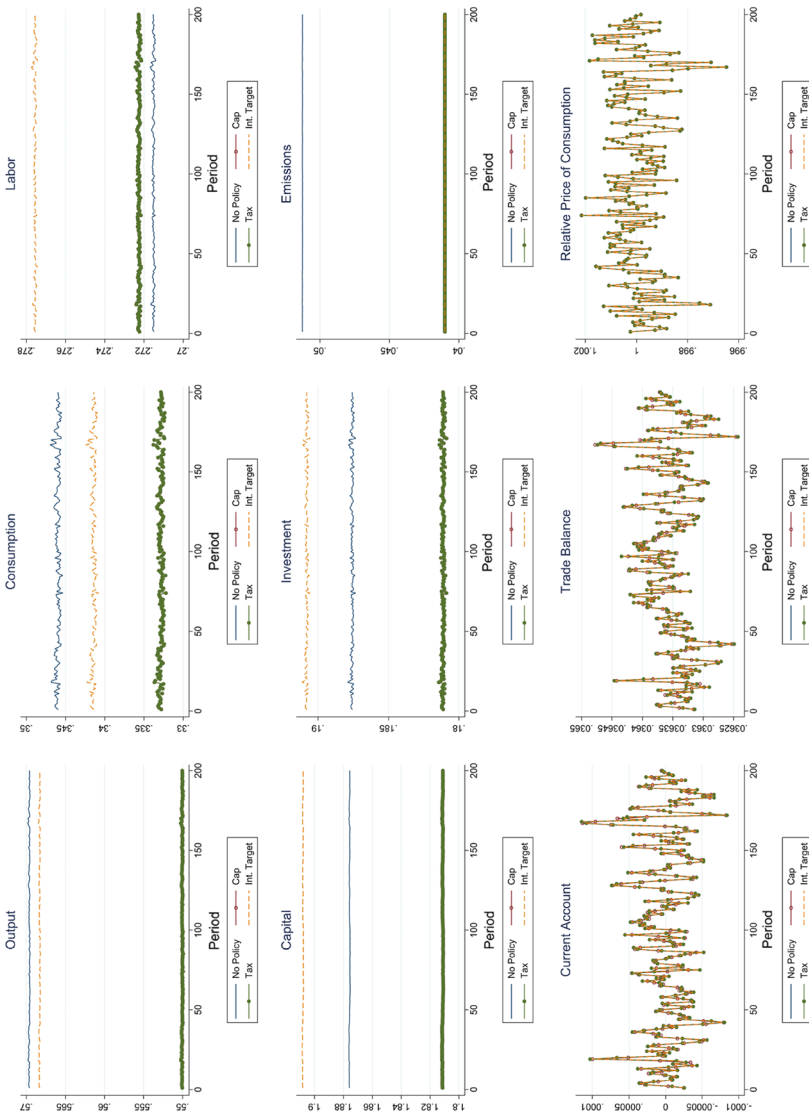 Output
.57
.565
.56
.555
.55
0 50 100 150 200
Period
No Policy Cap
Tax Int. Target
Consumption
.35
.345
.34
.335
.33
0 50 100 150 200
Period
No Policy Cap
Tax Int. Target
Labor
.278
.276
.274
.272
.27
0 50 100 150 200
Period
No Policy Cap
Tax Int. Target
Capital
1.9
1.88
1.86
1.84
1.82
1.8
0 50 100 150 200
Period
No Policy Cap
Tax Int. Target
Investment
.19
.185
.18
0 50 100 150 200
Period
No Policy Cap
Tax Int. Target
Emissions
.05
.045
.04
0 50 100 150 200
Period
No Policy Cap
Tax Int. Target
Current Account
.0001
.00005
0
-.00005
-.0001
0 50 100 150 200
Period
No Policy Cap
Tax Int. Target
Trade Balance
.0365
.03645
.0364
.03635
.0363
.03625
0 50 100 150 200
Period
No Policy Cap
Tax Int. Target
Relative Price of Consumption
1.002
1
.998
.996
0 50 100 150 200
Period
No Policy Cap
Tax Int. Target